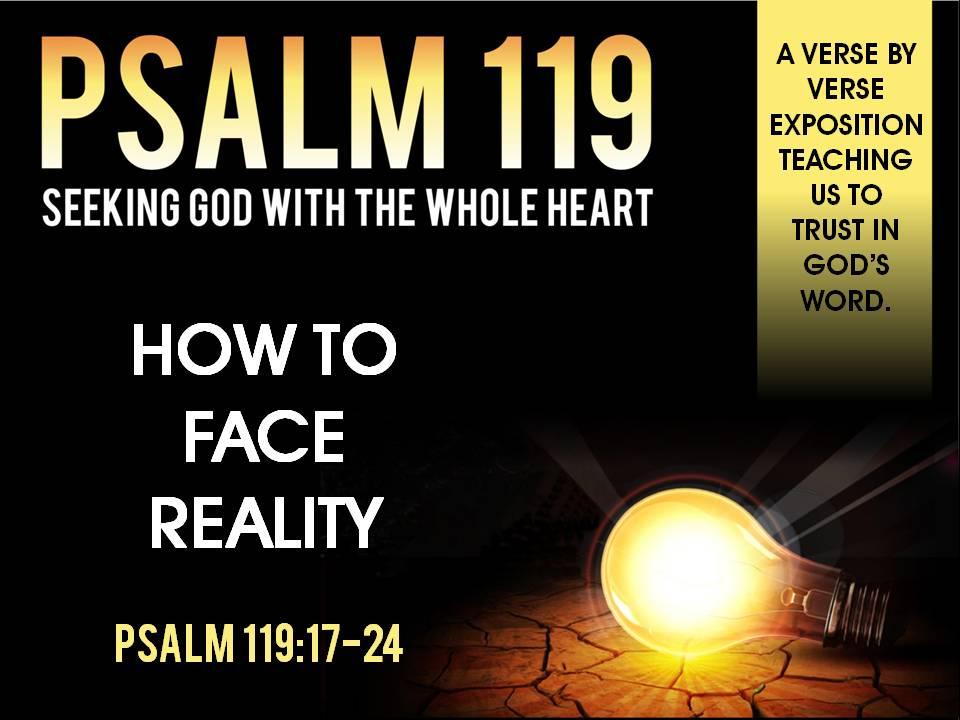 PSALM 119
SEEKING GOD WITH THE WHOLE HEART
A VERSE BY
VERSE
EXPOSITION
TEACHING
US TO
TRUST IN
GOD'S
WORD.
HOW TO
FACE
REALITY
PSALM 119:17-24